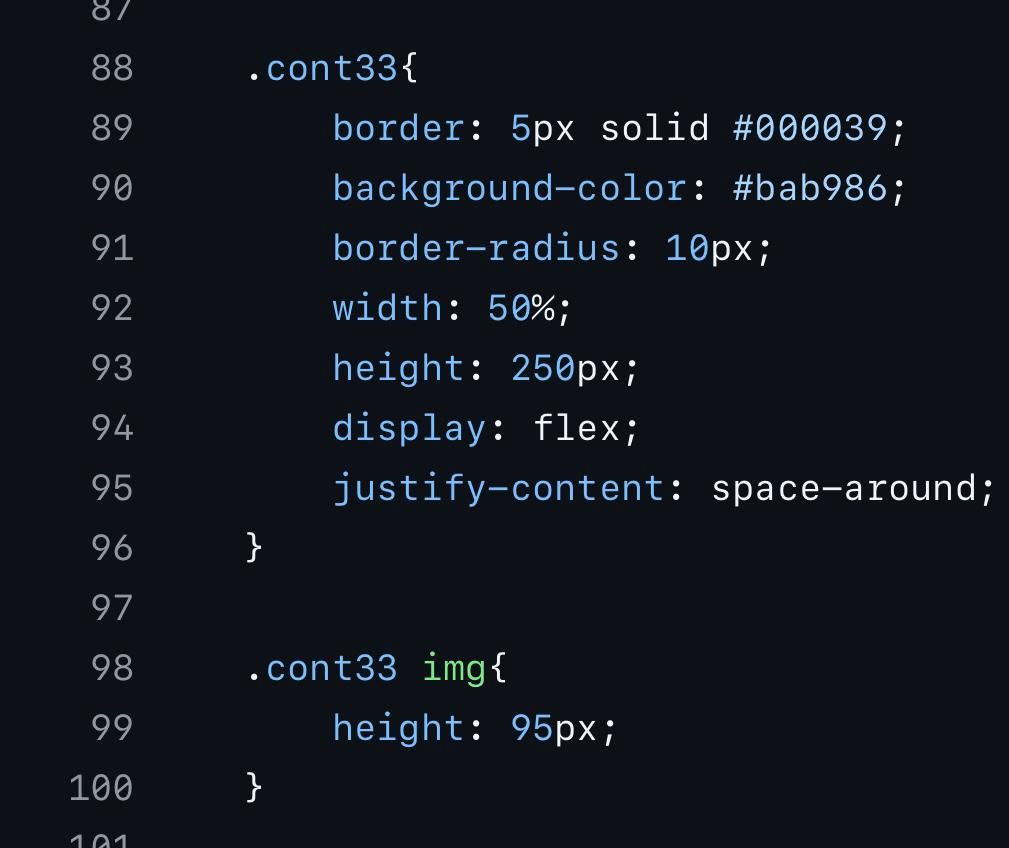 87
88 .cont33{
89 border: 5px solid #000039;
90 background-color: #bab986;
91 border-radius: 10px;
92 width: 50%;
93 height: 250px;
94 display: flex;
95 justify-content: space-around;
96 }
97
98 .cont33 img{
99 height: 95px;
100 }
101